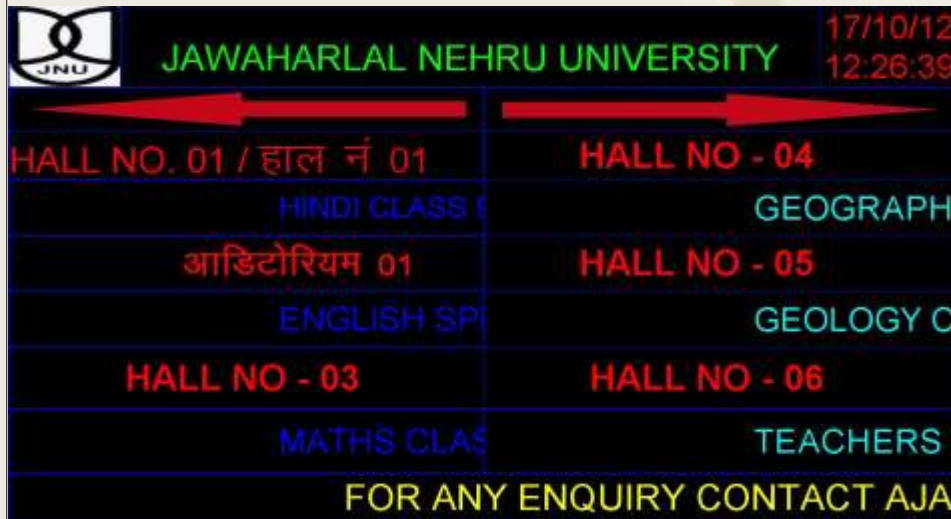 JNU
JAWAHARLAL NEHRU UNIVERSITY
17/10/12
12:26:39
HALL NO. 01 / हाल नं 01
HINDI CLASS
आडिटोरियम 01
ENGLISH SP
HALL NO - 03
MATHS CLAS
HALL NO - 04
GEOGRAPH
HALL NO - 05
GEOLOGY C
HALL NO - 06
TEACHERS
FOR ANY ENQUIRY CONTACT AJA